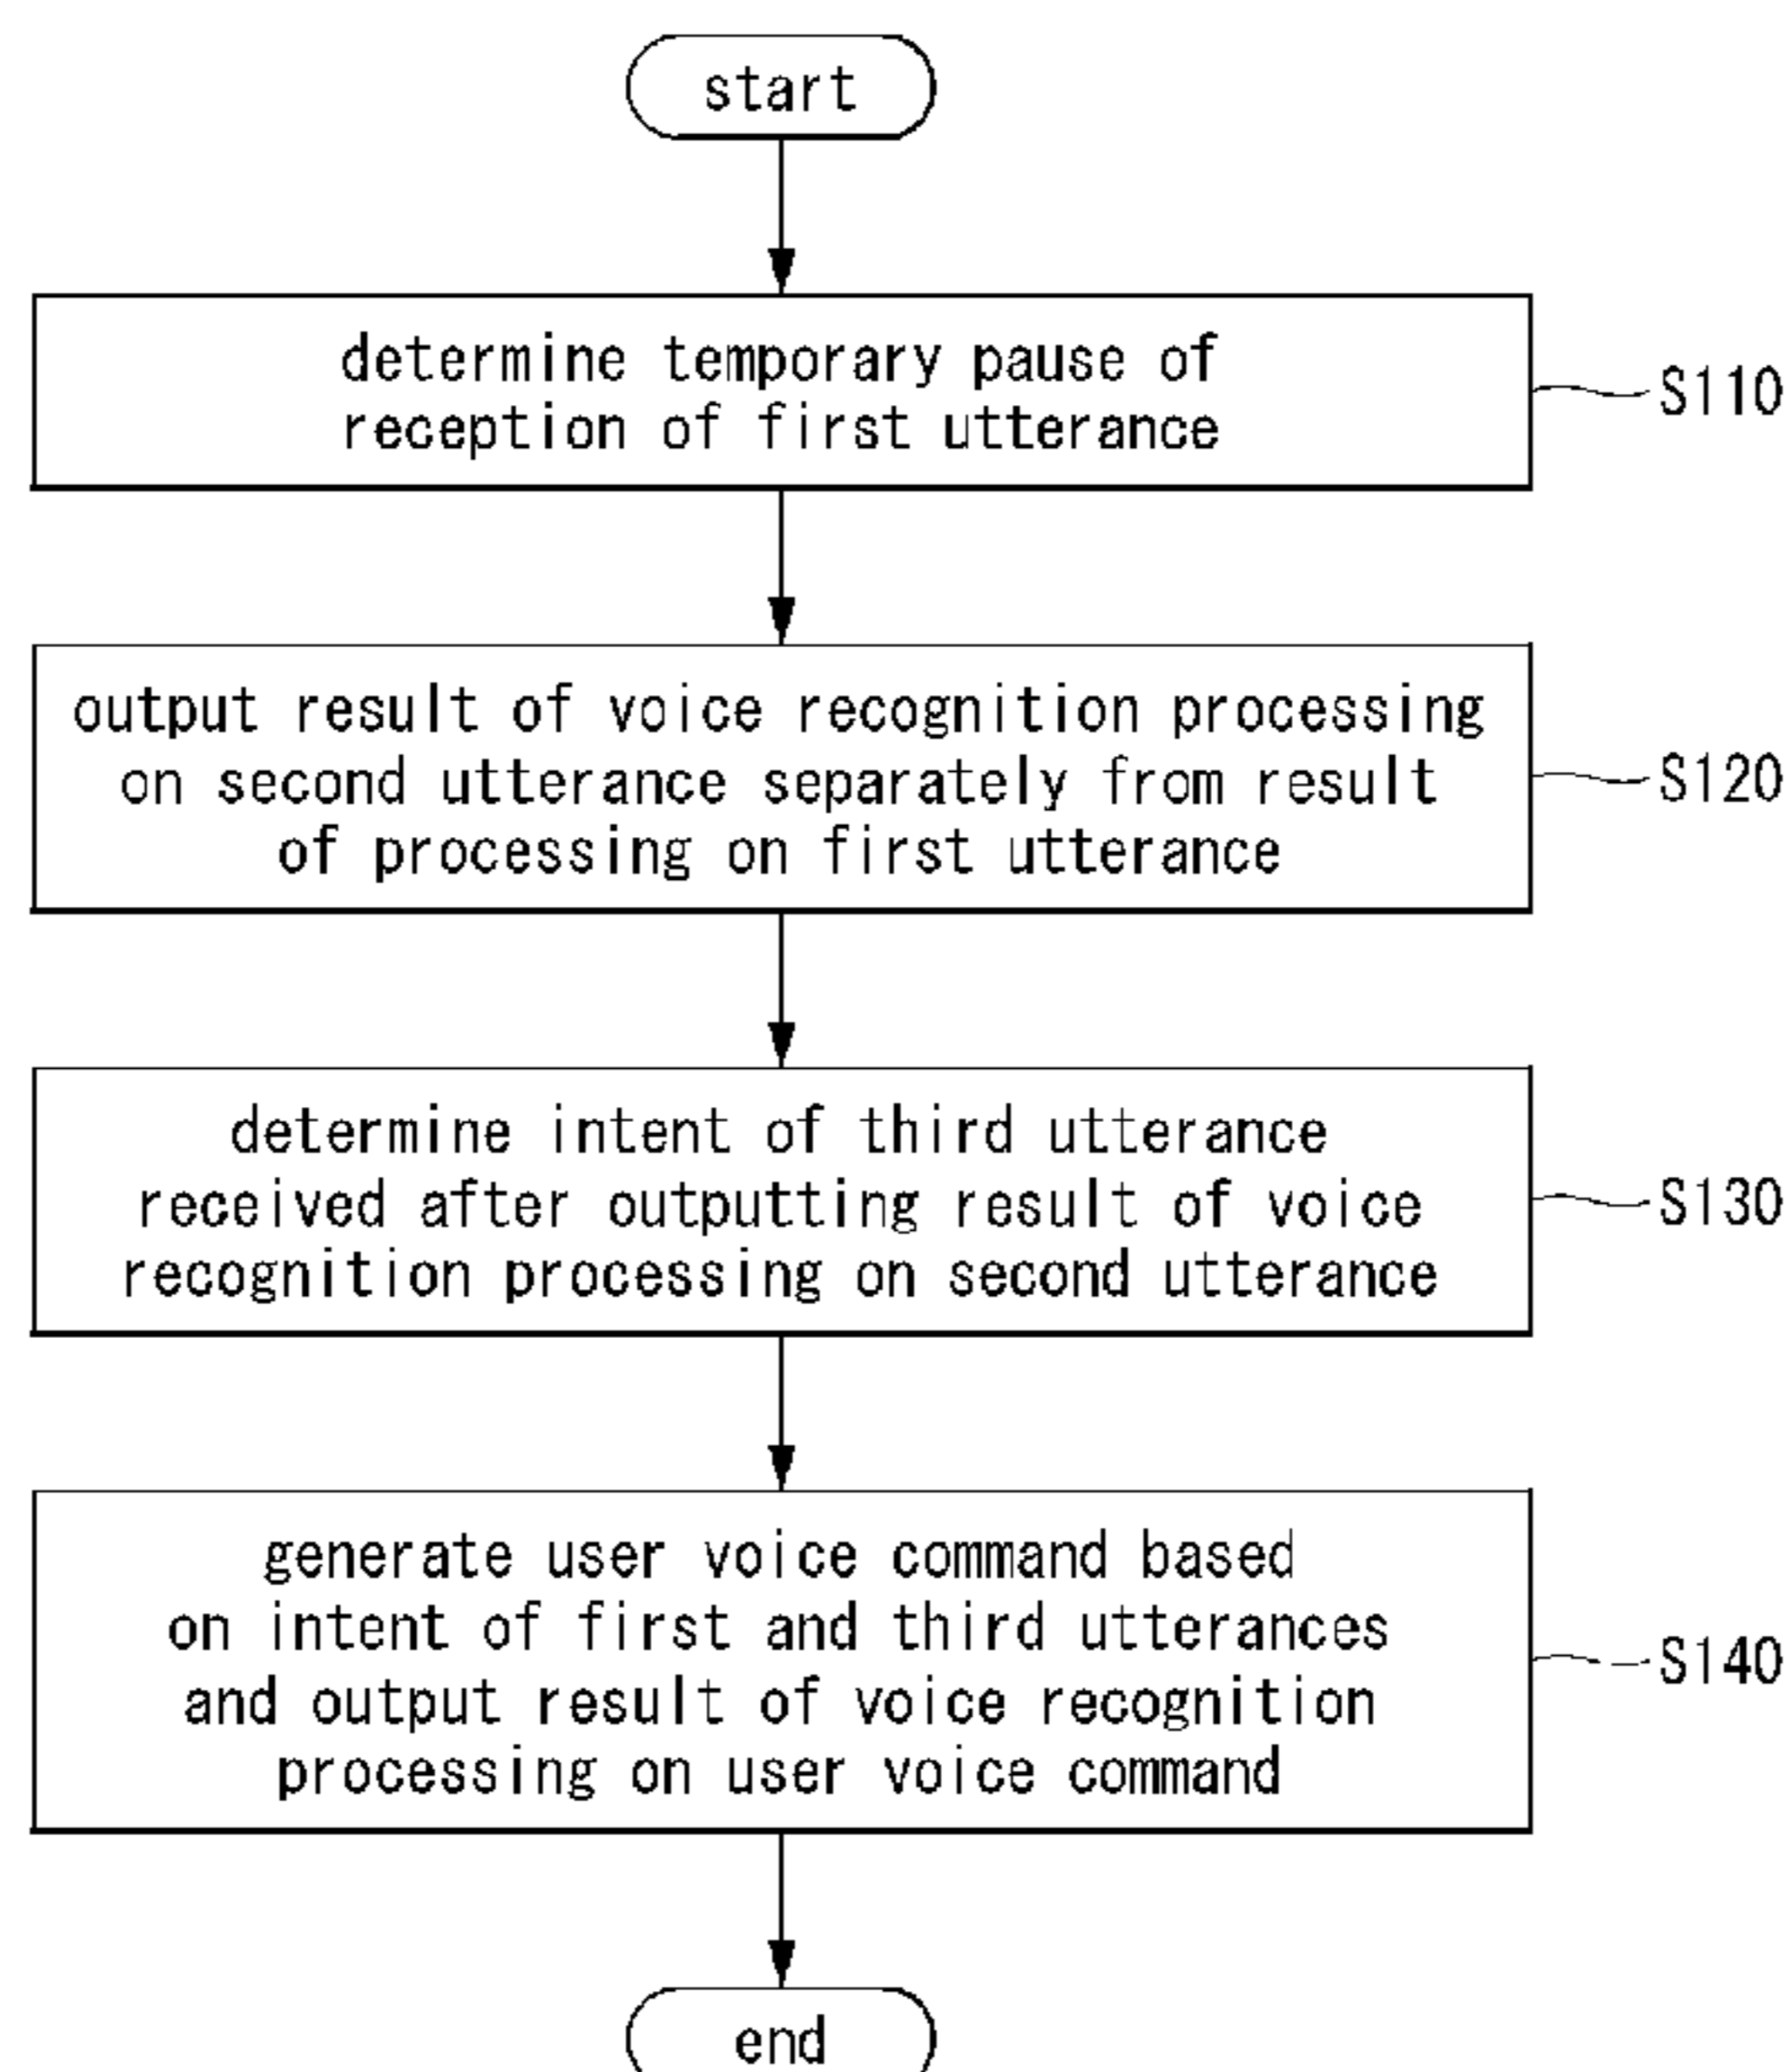 start
determine temporary pause of
reception of first utterance
S110
output result of voice recognition processing
on second utterance separately from result
of processing on first utterance
S120
determine intent of third utterance
received after outputting result of voice
recognition processing on second utterance
S130
generate user voice command based
on intent of first and third utterances
and output result of voice recognition
processing on user voice command
S140
end